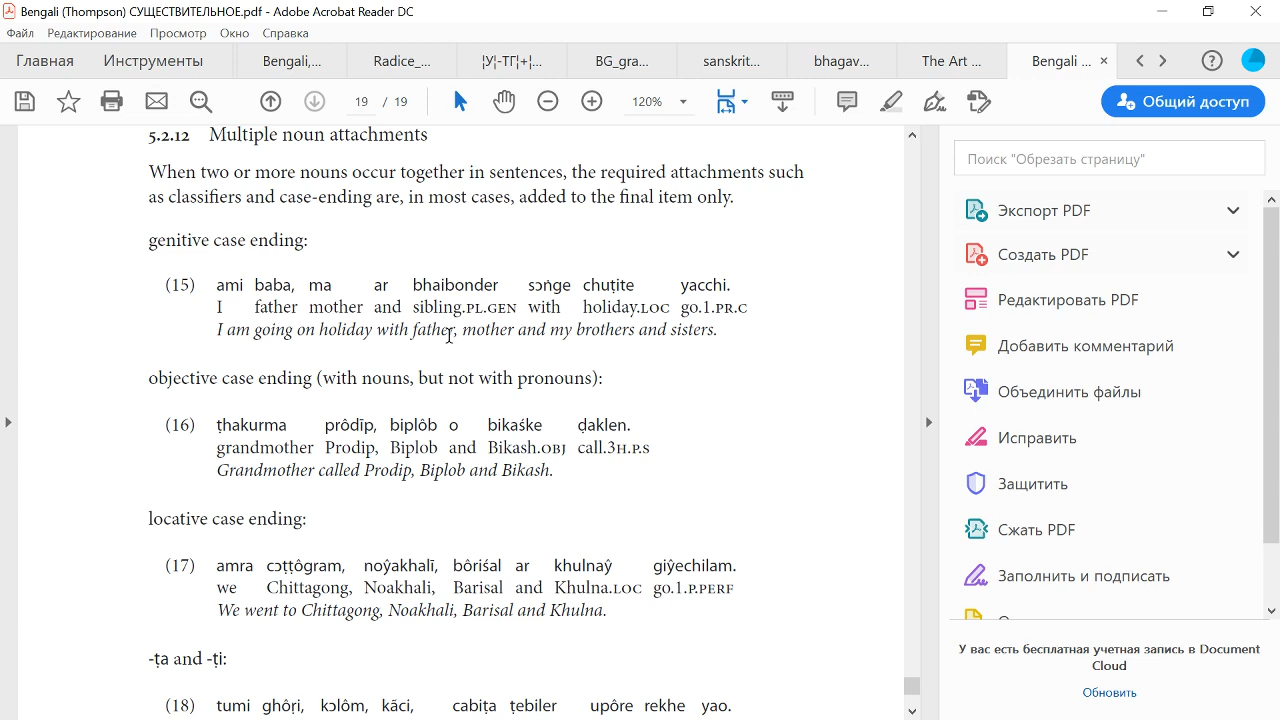 Bengali (Thompson) СУЩЕСТВИТЕЛЬНОЕ.pdf - Adobe Acrobat Reader DC
Файл Редактирование Просмотр Окно Справка
Главная Инструменты Bengali,... Radice_... ¦У¦-ТГ¦+¦... BG_gra... sanskrit... bhagav... The Art ... Bengali ... ×
19 / 19 120% Общий доступ
5.2.12 Multiple noun attachments
When two or more nouns occur together in sentences, the required attachments such
as classifiers and case-ending are, in most cases, added to the final item only.
genitive case ending:
(15) ami baba, ma ar bhaibonder sɔṅge chuṭite yacchi.
I father mother and sibling.PL.GEN with holiday.LOC go.1.PR.C
I am going on holiday with father, mother and my brothers and sisters.
objective case ending (with nouns, but not with pronouns):
(16) ṭhakurma prôdīp, biplôb o bikaśke ḍaklen.
grandmother Prodip, Biplob and Bikash.OBJ call.3H.P.S
Grandmother called Prodip, Biplob and Bikash.
locative case ending:
(17) amra cɔṭṭôgram, noŷakhalī, bôriśal ar khulnaŷ giŷechilam.
we Chittagong, Noakhali, Barisal and Khulna.LOC go.1.P.PERF
We went to Chittagong, Noakhali, Barisal and Khulna.
-ṭa and -ṭi:
(18) tumi ghôṛi, kɔlôm, kãci, cabiṭa ṭebiler upôre rekhe yao.
Поиск "Обрезать страницу"
Экспорт PDF
Создать PDF
Редактировать PDF
Добавить комментарий
Объединить файлы
Исправить
Защитить
Сжать PDF
Заполнить и подписать
У вас есть бесплатная учетная запись в Document
Cloud
Обновить